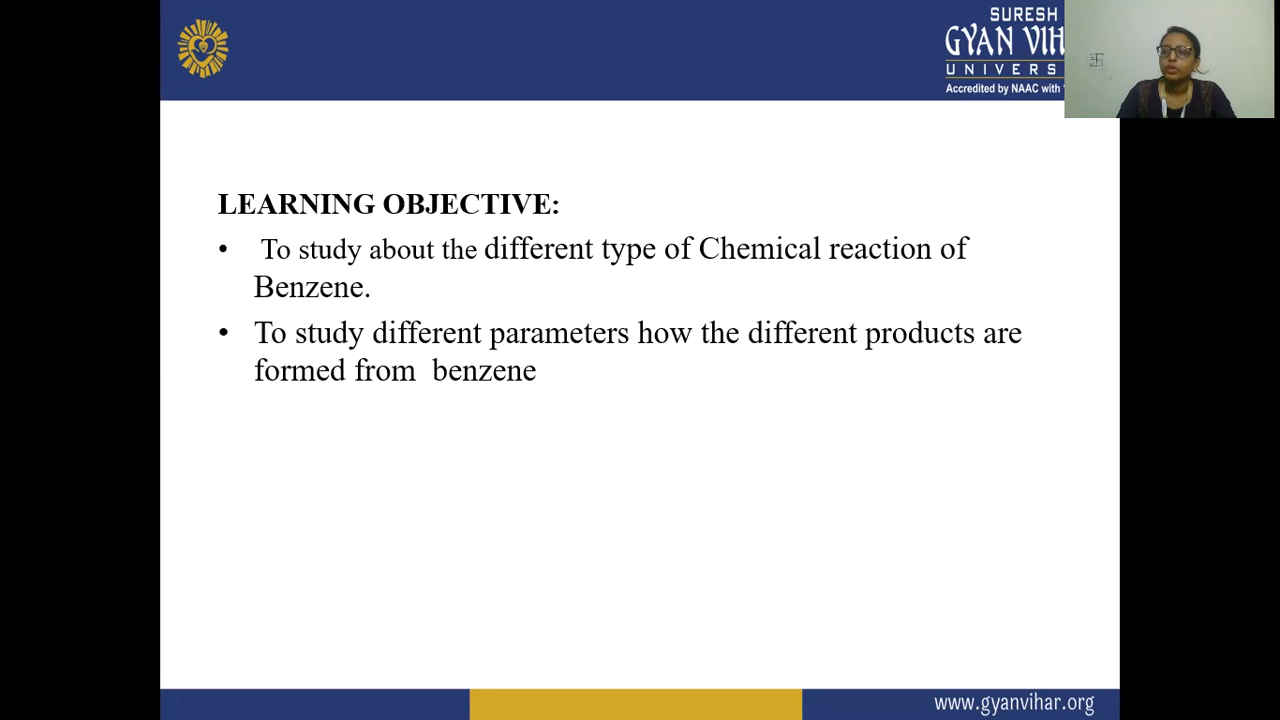 SURESH
GYAN VIH
UNIVERS
Accredited by NAAC with
LEARNING OBJECTIVE:
• To study about the different type of Chemical reaction of
Benzene.
• To study different parameters how the different products are
formed from benzene
www.gyanvihar.org